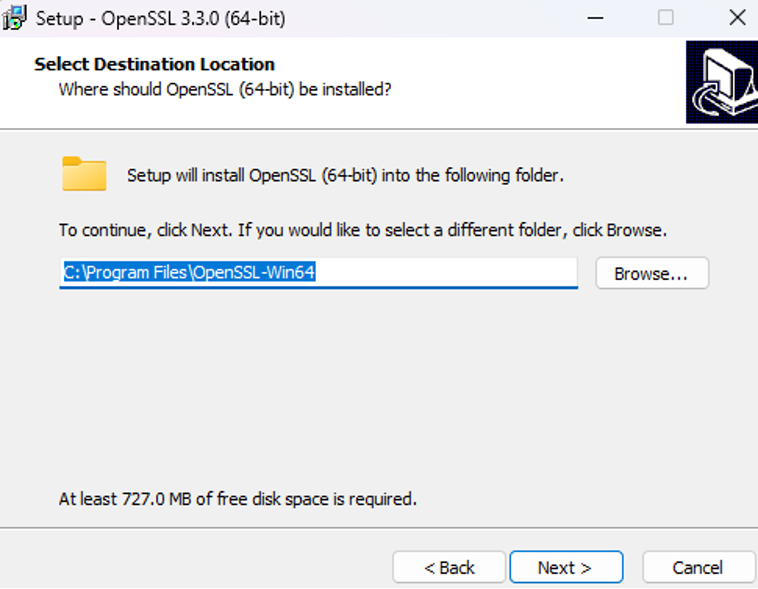 Setup - OpenSSL 3.3.0 (64-bit)
Select Destination Location
Where should OpenSSL (64-bit) be installed?
Setup will install OpenSSL (64-bit) into the following folder.
To continue, click Next. If you would like to select a different folder, click Browse.
C:\Program Files\OpenSSL-Win64
Browse...
At least 727.0 MB of free disk space is required.
< Back
Next >
Cancel